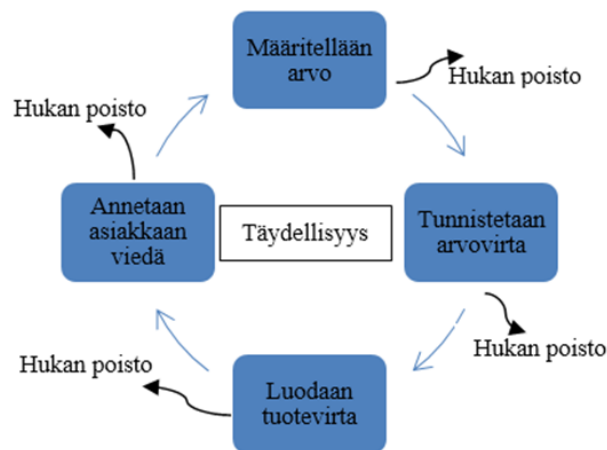 Määritellään
arvo
Hukan poisto
Hukan poisto
Annetaan
asiakkaan
viedä
Täydellisyys
Tunnistetaan
arvovirta
Hukan poisto
Hukan poisto
Luodaan
tuotevirta